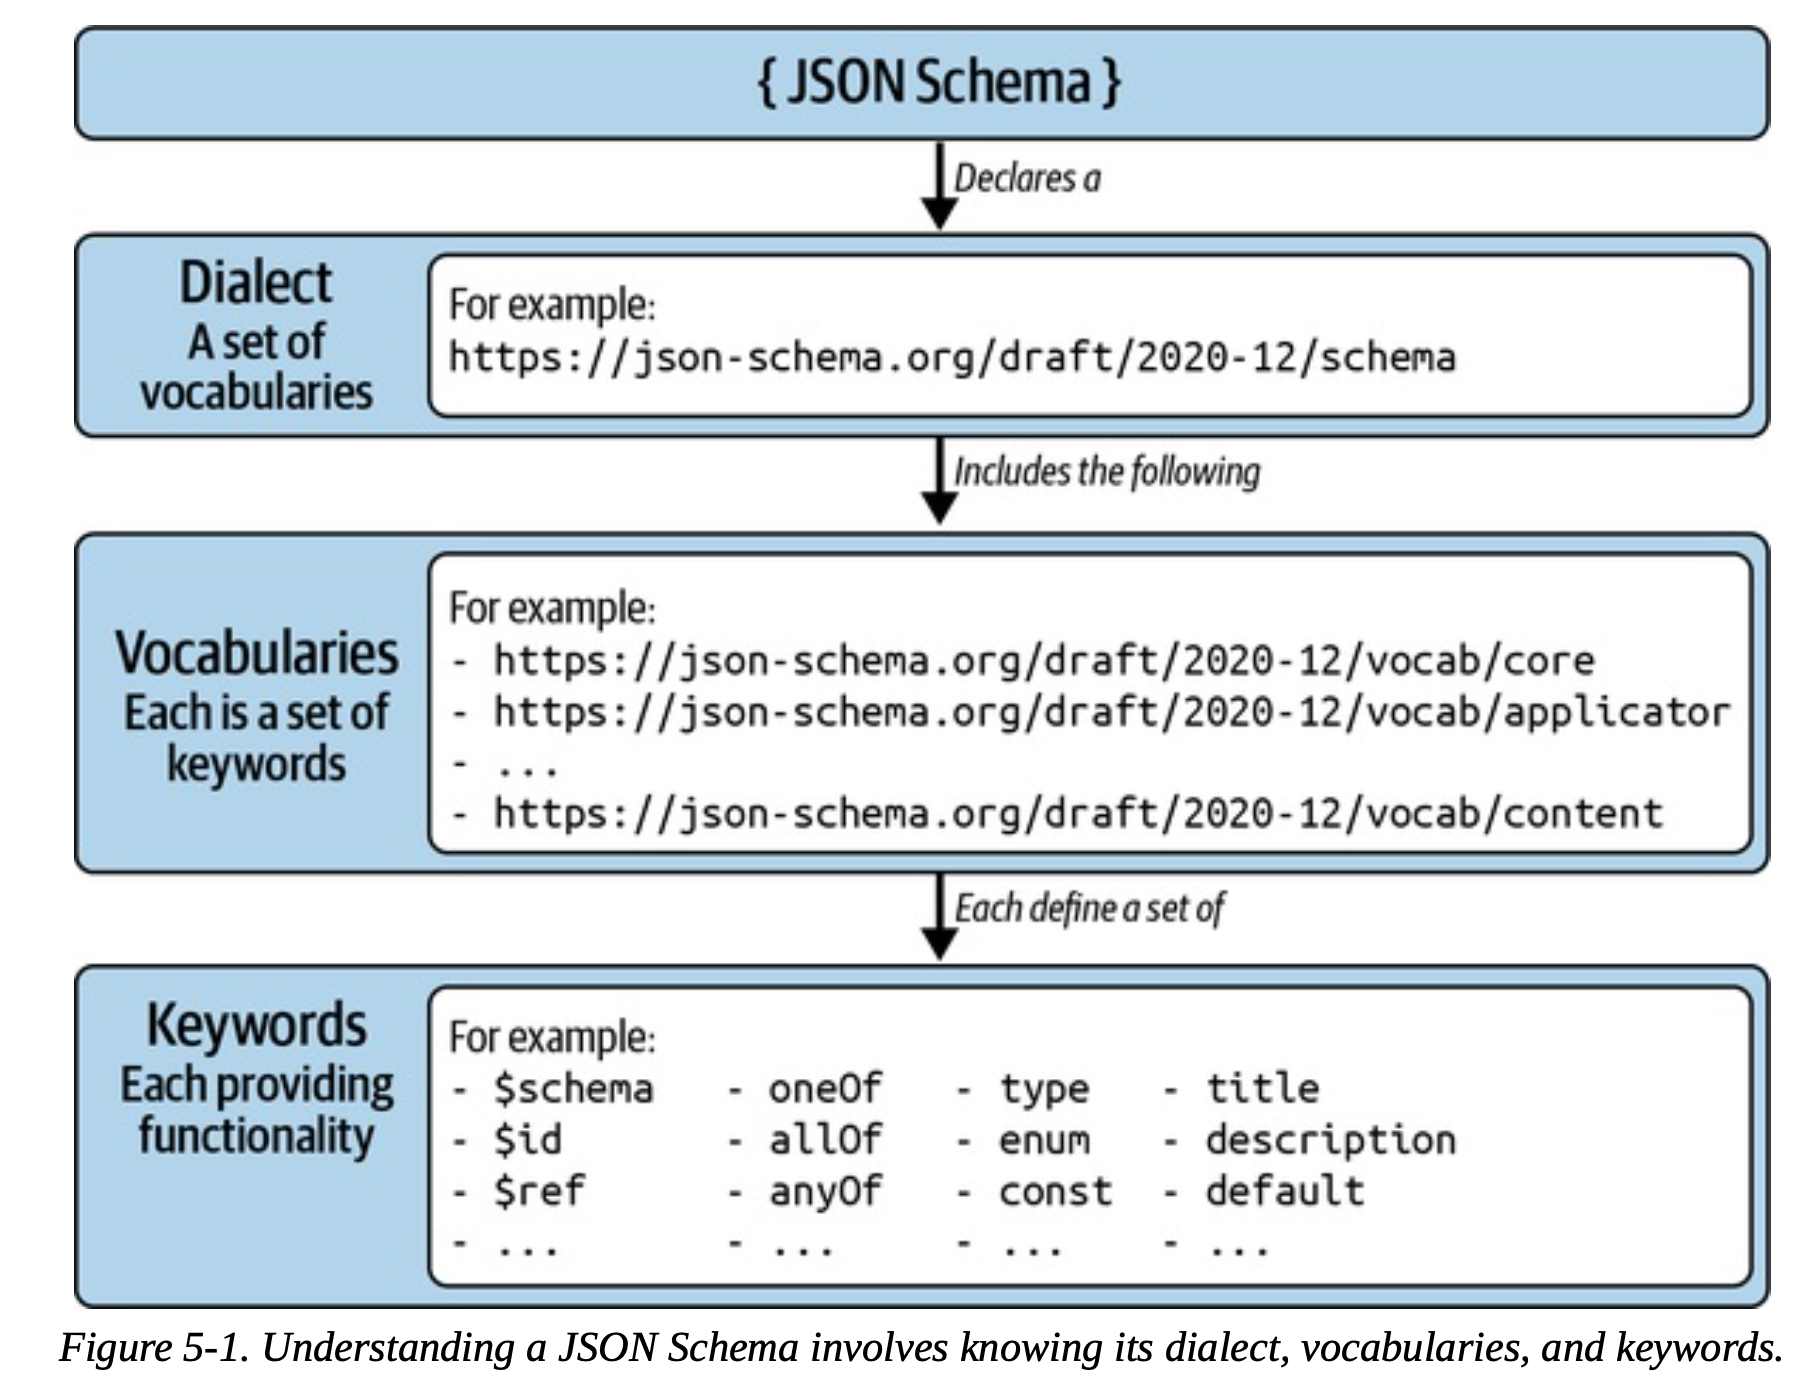 { JSON Schema }
Declares a
Dialect
A set of
vocabularies
For example:
https://json-schema.org/draft/2020-12/schema
Includes the following
Vocabularies
Each is a set of
keywords
For example:
- https://json-schema.org/draft/2020-12/vocab/core
- https://json-schema.org/draft/2020-12/vocab/applicator
- ...
- https://json-schema.org/draft/2020-12/vocab/content
Each define a set of
Keywords
Each providing
functionality
For example:
- $schema - oneOf - type - title
- $id - allOf - enum - description
- $ref - anyOf - const - default
- ... - ... - ... - ...
Figure 5-1. Understanding a JSON Schema involves knowing its dialect, vocabularies, and keywords.